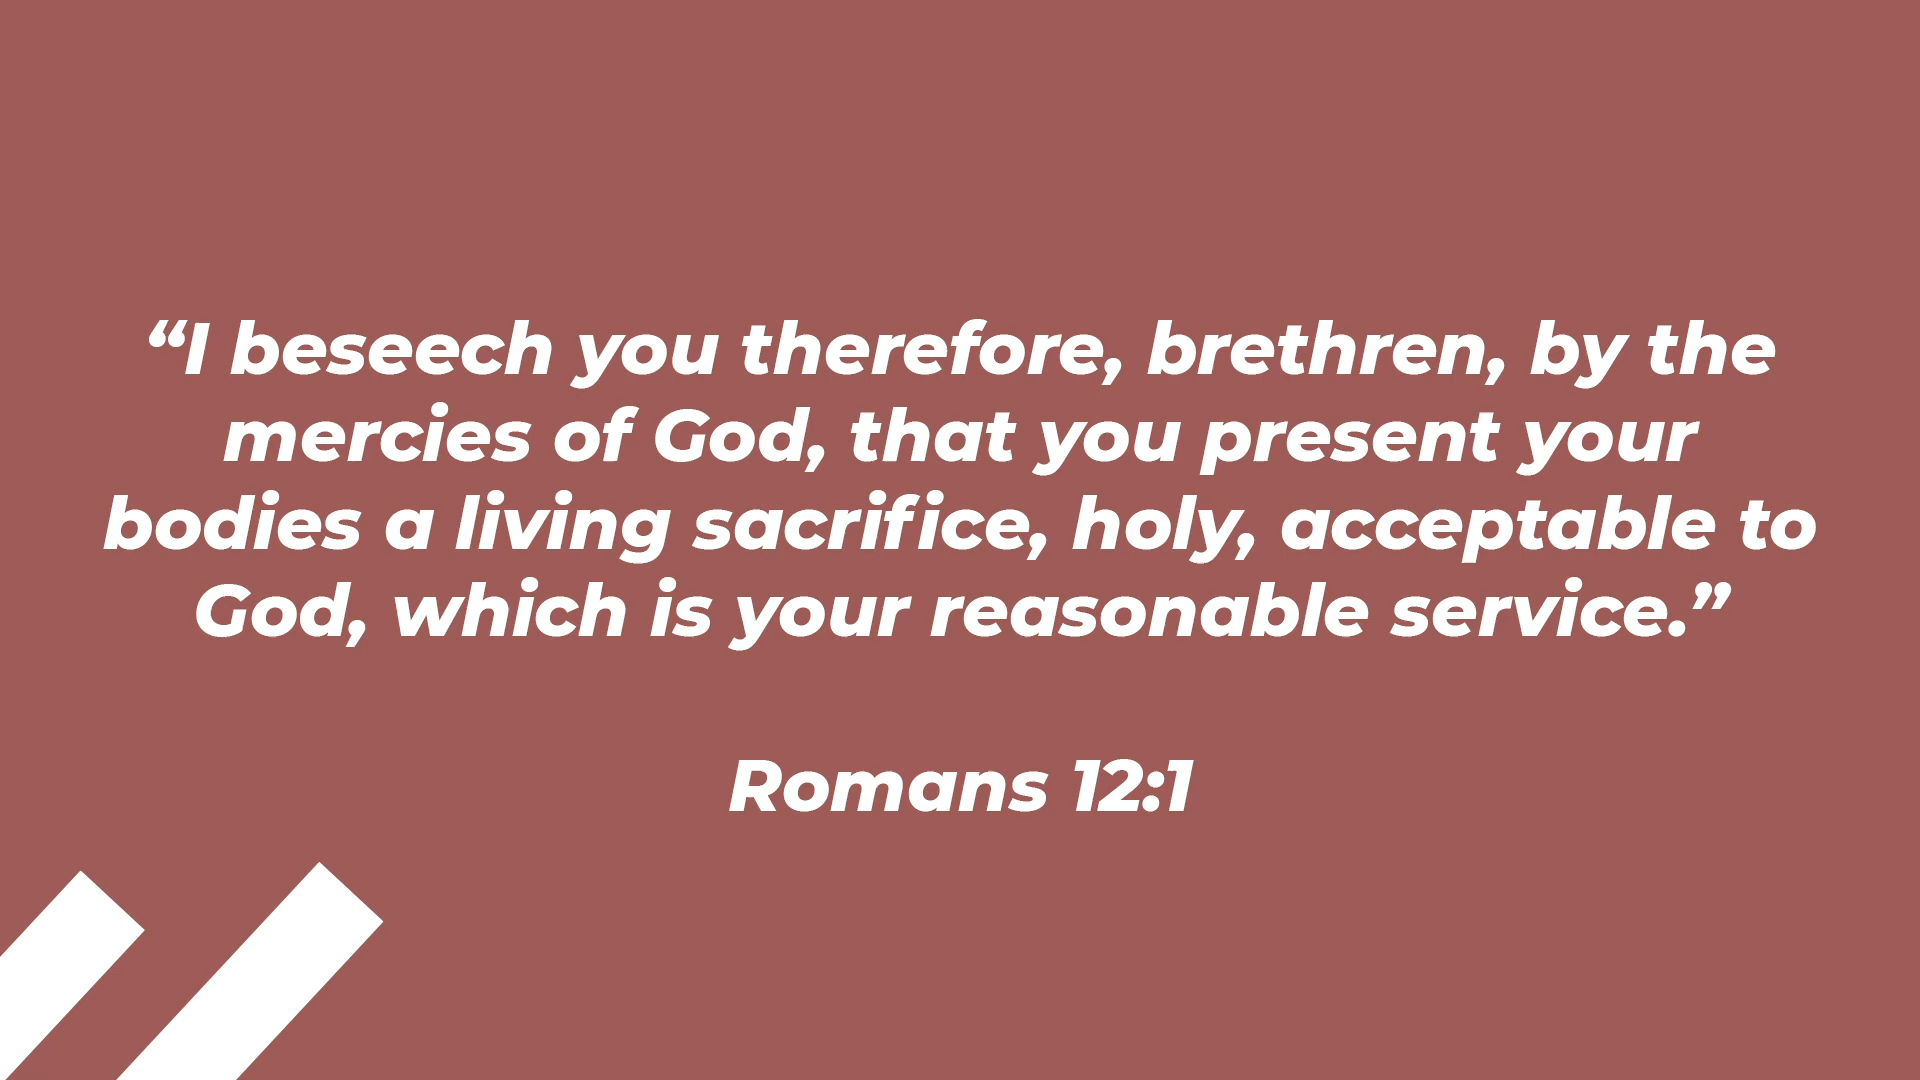 “I beseech you therefore, brethren, by the
mercies of God, that you present your
bodies a living sacrifice, holy, acceptable to
God, which is your reasonable service.”
Romans 12:1